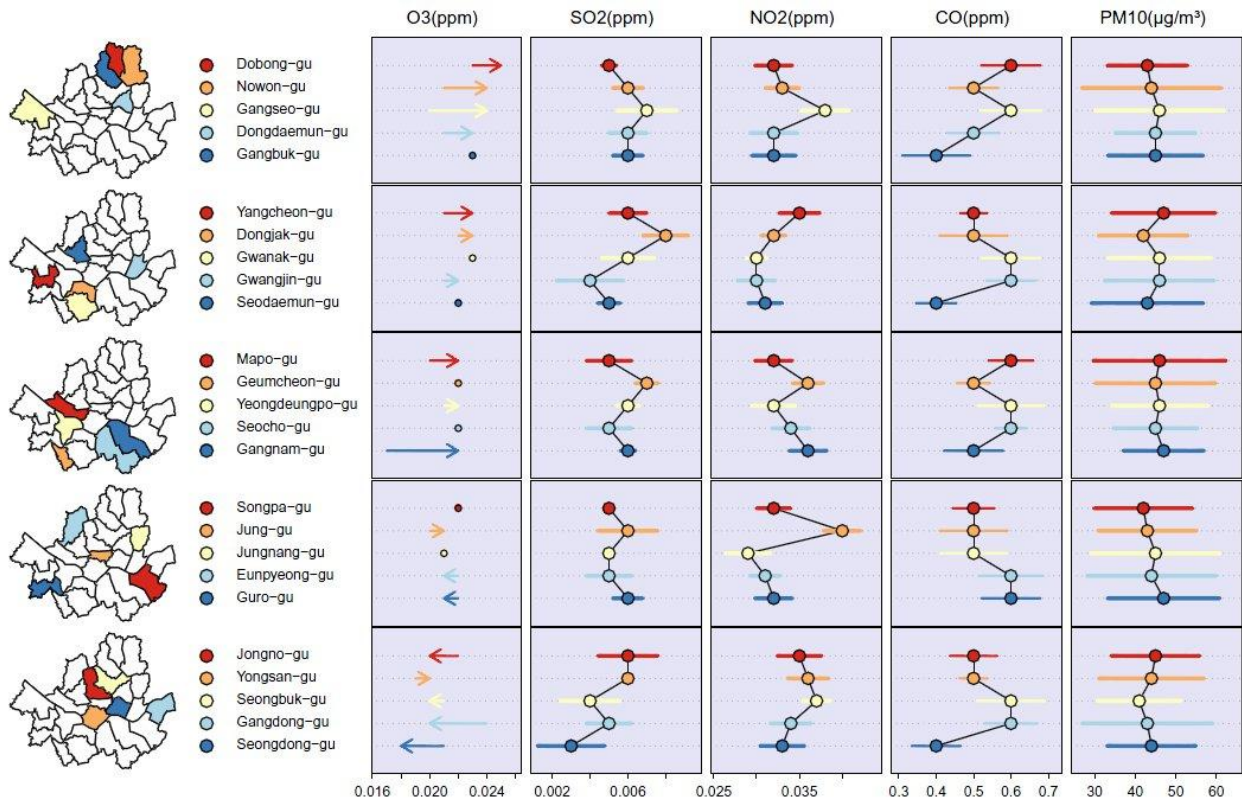 O3(ppm) SO2(ppm) NO2(ppm) CO(ppm) PM10(µg/m³)
Dobong-gu
Nowon-gu
Gangseo-gu
Dongdaemun-gu
Gangbuk-gu
Yangcheon-gu
Dongjak-gu
Gwanak-gu
Gwangjin-gu
Seodaemun-gu
Mapo-gu
Geumcheon-gu
Yeongdeungpo-gu
Seocho-gu
Gangnam-gu
Songpa-gu
Jung-gu
Jungnang-gu
Eunpyeong-gu
Guro-gu
Jongno-gu
Yongsan-gu
Seongbuk-gu
Gangdong-gu
Seongdong-gu
0.016 0.020 0.024 0.002 0.006 0.025 0.035 0.3 0.4 0.5 0.6 0.7 30 40 50 60